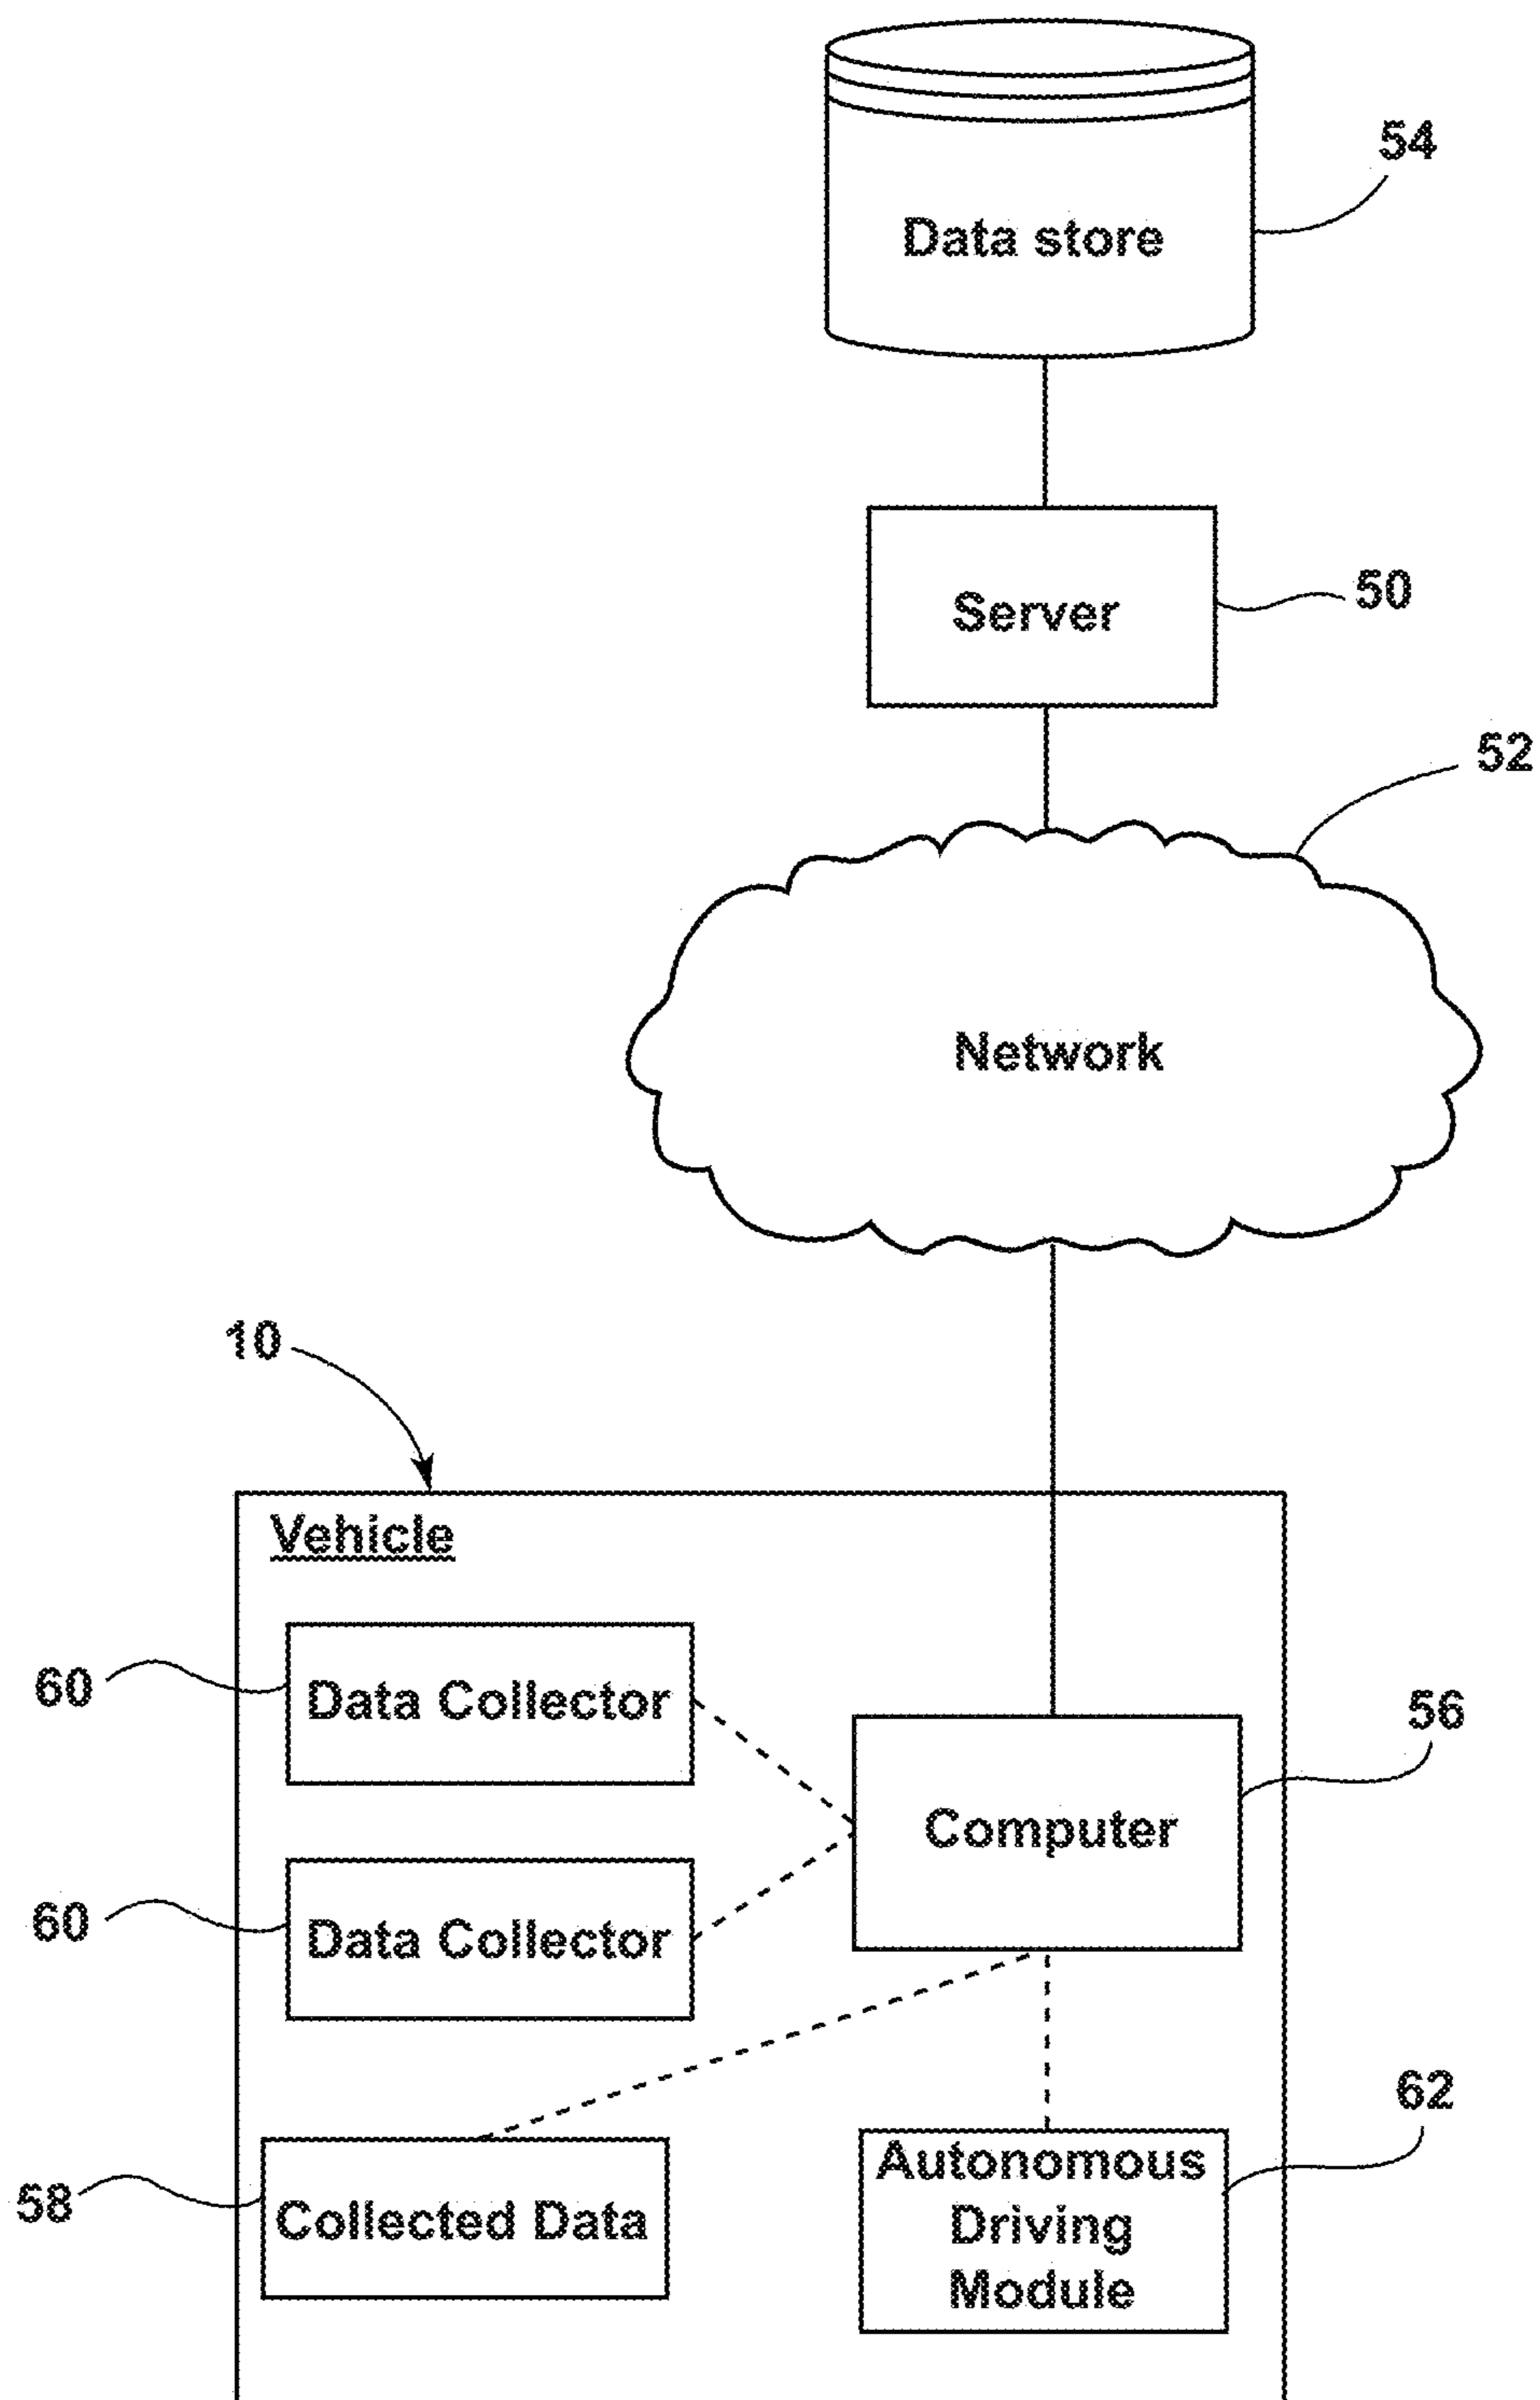 54
Data store
50
Server
52
Network
10
Vehicle
60
Data Collector
56
Computer
60
Data Collector
62
Autonomous
Driving
Module
58
Collected Data